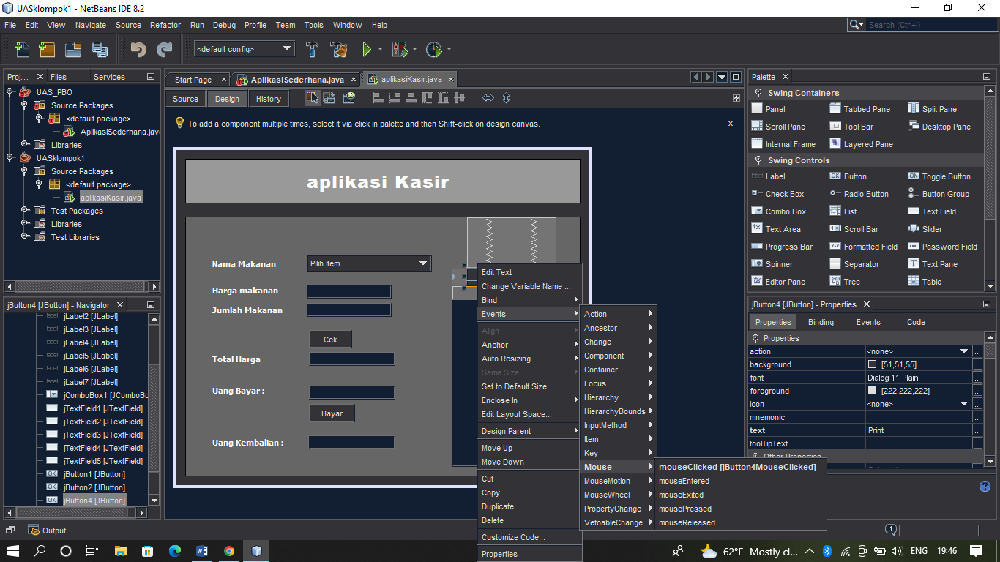 UASklompok1 - NetBeans IDE 8.2
File Edit View Navigate Source Refactor Run Debug Profile Team Tools Window Help
Search (Ctrl+I)
<default config>
Proj... Files Services
UAS_PBO
Source Packages
<default package>
AplikasiSederhana.java
Libraries
UASklompok1
Source Packages
<default package>
aplikasiKasir.java
Test Packages
Libraries
Test Libraries
jButton4 [JButton] - Navigator
jLabel2 [JLabel]
jLabel3 [JLabel]
jLabel4 [JLabel]
jLabel5 [JLabel]
jLabel6 [JLabel]
jLabel7 [JLabel]
jComboBox1 [JComboBo
jTextField1 [JTextField]
jTextField2 [JTextField]
jTextField3 [JTextField]
jTextField4 [JTextField]
jTextField5 [JTextField]
jButton1 [JButton]
jButton2 [JButton]
jButton4 [JButton]
Start Page AplikasiSederhana.java aplikasiKasir.java
Source Design History
To add a component multiple times, select it via click in palette and then Shift-click on design canvas.
x
aplikasi Kasir
Nama Makanan
Pilih Item
Harga makanan
Jumlah Makanan
Cek
Total Harga
Uang Bayar :
Bayar
Uang Kembalian :
Edit Text
Change Variable Name ...
Bind
Events
Align
Anchor
Auto Resizing
Same Size
Set to Default Size
Enclose In
Edit Layout Space...
Design Parent
Move Up
Move Down
Cut
Copy
Duplicate
Delete
Customize Code...
Properties
Action
Ancestor
Change
Component
Container
Focus
Hierarchy
HierarchyBounds
InputMethod
Item
Key
Mouse
MouseMotion
MouseWheel
PropertyChange
VetoableChange
mouseClicked [jButton4MouseClicked]
mouseEntered
mouseExited
mousePressed
mouseReleased
Palette
Swing Containers
Panel Tabbed Pane Split Pane
Scroll Pane Tool Bar Desktop Pane
Internal Frame Layered Pane
Swing Controls
label Label OK Button ON Toggle Button
Check Box Radio Button Button Group
Combo Box List Text Field
Text Area Scroll Bar Slider
Progress Bar Formatted Field Password Field
Spinner Separator Text Pane
Editor Pane Tree Table
jButton4 [JButton] - Properties
Properties Binding Events Code
Properties
action <none> ...
background [51,51,55] ...
font Dialog 11 Plain ...
foreground [222,222,222] ...
icon <none> ...
mnemonic ...
text Print ...
toolTipText ...
Other Properties
Output
1
62°F Mostly cl... ENG 19:46